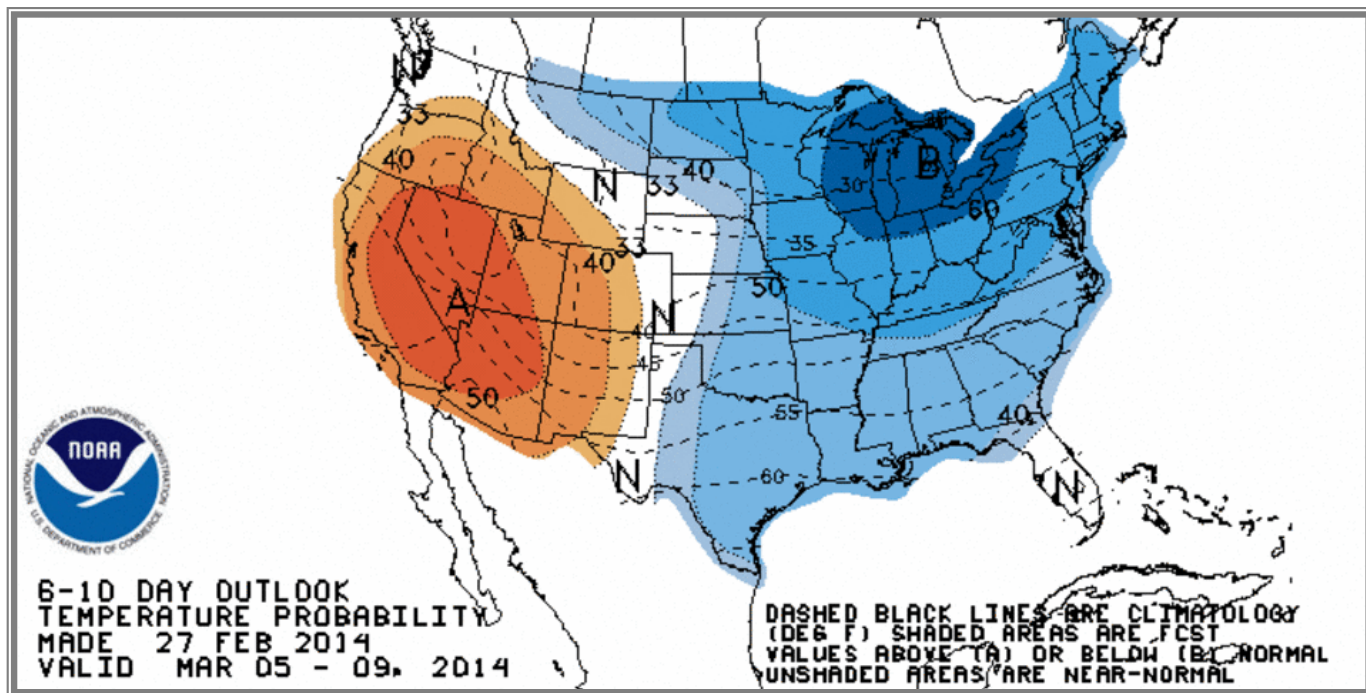 N
33
40
N
33
40
B
30
60
33
40
35
A
50
N
40
45
50
50
55
40
60
N
N
NATIONAL OCEANIC AND ATMOSPHERIC ADMINISTRATION
NOAA
U.S. DEPARTMENT OF COMMERCE
6-10 DAY OUTLOOK
TEMPERATURE PROBABILITY
MADE 27 FEB 2014
VALID MAR 05 - 09, 2014
DASHED BLACK LINES ARE CLIMATOLOGY
(DEG F) SHADED AREAS ARE FCST
VALUES ABOVE (A) OR BELOW (B) NORMAL
UNSHADED AREAS ARE NEAR-NORMAL